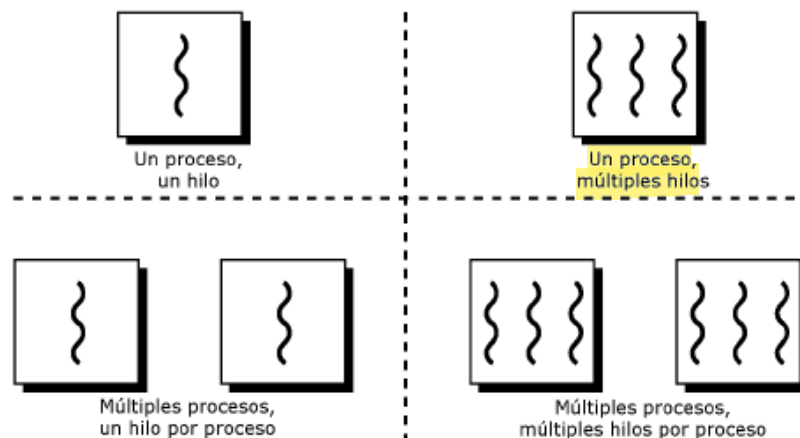 Un proceso,
un hilo
Un proceso,
múltiples hilos
Múltiples procesos,
un hilo por proceso
Múltiples procesos,
múltiples hilos por proceso